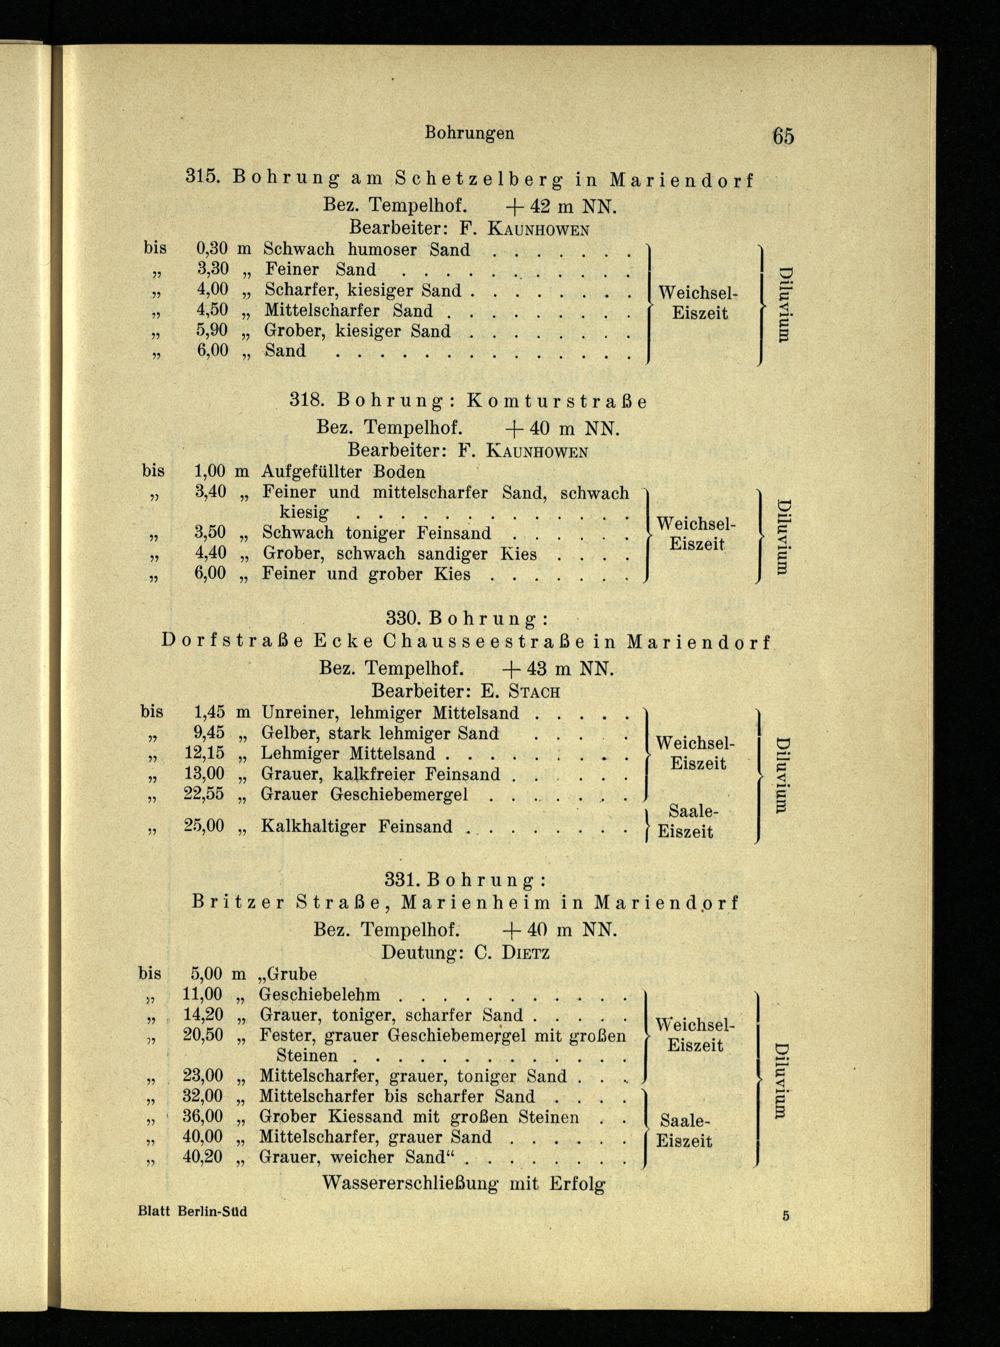 Bohrungen 65
315. Bohrung am Schetzelberg in Mariendorf
Bez. Tempelhof. + 42 m NN.
Bearbeiter: F. KAUNHOWEN
bis 0,30 m Schwach humoser Sand . . . . . . .
„ 3,30 „ Feiner Sand . . . . . . . . . . .
„ 4,00 „ Scharfer, kiesiger Sand . . . . . . . . Weichsel-
„ 4,50 „ Mittelscharfer Sand . . . . . . . . . Eiszeit Diluvium
„ 5,90 „ Grober, kiesiger Sand . . . . . . . .
„ 6,00 „ Sand . . . . . . . . . . . . . .
318. Bohrung: Komturstraße
Bez. Tempelhof. + 40 m NN.
Bearbeiter: F. KAUNHOWEN
bis 1,00 m Aufgefüllter Boden
„ 3,40 „ Feiner und mittelscharfer Sand, schwach
kiesig . . . . . . . . . . . . . Weichsel-
„ 3,50 „ Schwach toniger Feinsand . . . . . . Eiszeit Diluvium
„ 4,40 „ Grober, schwach sandiger Kies . . . .
„ 6,00 „ Feiner und grober Kies . . . . . . .
330. Bohrung:
Dorfstraße Ecke Chausseestraße in Mariendorf
Bez. Tempelhof. + 43 m NN.
Bearbeiter: E. STACH
bis 1,45 m Unreiner, lehmiger Mittelsand . . . . .
„ 9,45 „ Gelber, stark lehmiger Sand . . . . Weichsel-
„ 12,15 „ Lehmiger Mittelsand . . . . . . . . . Eiszeit
„ 13,00 „ Grauer, kalkfreier Feinsand . . . . . . Diluvium
„ 22,55 „ Grauer Geschiebemergel . . . . . . .
Saale-
„ 25,00 „ Kalkhaltiger Feinsand . . . . . . . . Eiszeit
331. Bohrung:
Britzer Straße, Marienheim in Mariendorf
Bez. Tempelhof. + 40 m NN.
Deutung: C. DIETZ
bis 5,00 m „Grube
„ 11,00 „ Geschiebelehm . . . . . . . . . . .
„ 14,20 „ Grauer, toniger, scharfer Sand . . . . . Weichsel-
„ 20,50 „ Fester, grauer Geschiebemergel mit großen Eiszeit
Steinen . . . . . . . . . . . . .
„ 23,00 „ Mittelscharfer, grauer, toniger Sand . . . Diluvium
„ 32,00 „ Mittelscharfer bis scharfer Sand . . . .
„ 36,00 „ Grober Kiessand mit großen Steinen . . Saale-
„ 40,00 „ Mittelscharfer, grauer Sand . . . . . . Eiszeit
„ 40,20 „ Grauer, weicher Sand“ . . . . . . . .
Wassererschließung mit Erfolg
Blatt Berlin-Süd 5